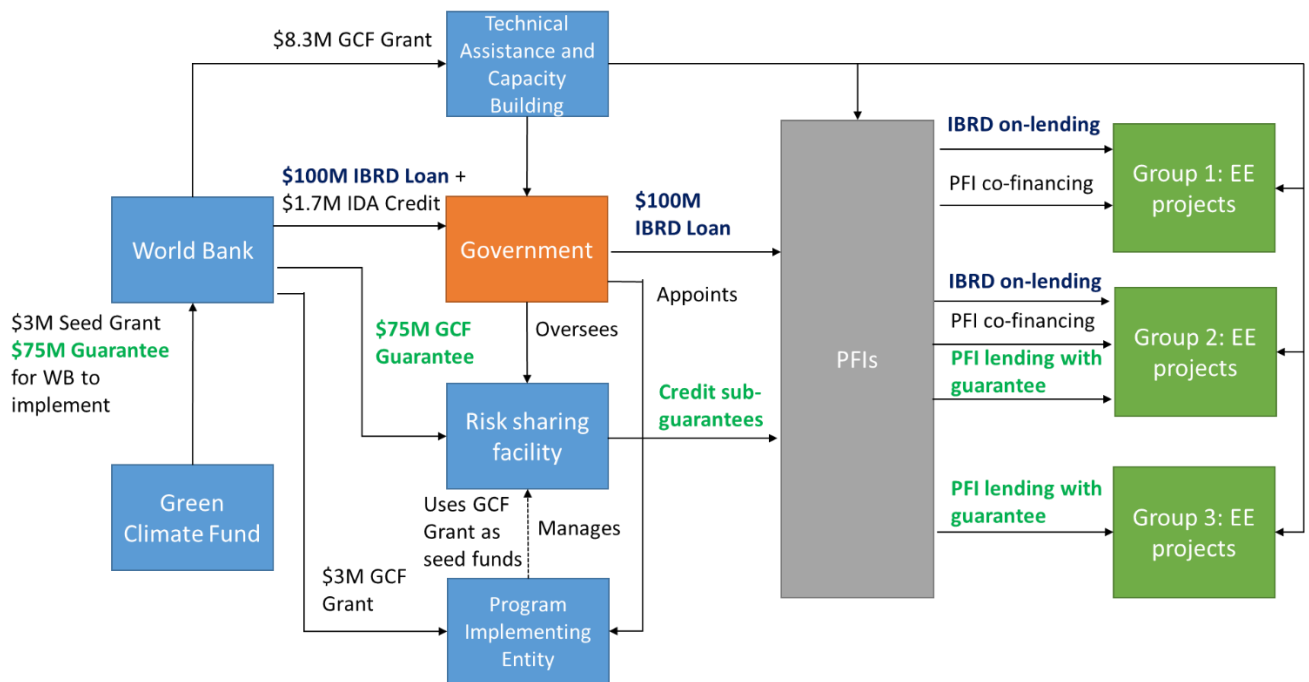 $8.3M GCF Grant
Technical
Assistance and
Capacity
Building
$100M IBRD Loan +
$1.7M IDA Credit
World Bank
Government
$100M
IBRD Loan
Appoints
$3M Seed Grant
$75M Guarantee
for WB to
implement
$75M GCF
Guarantee
Oversees
Risk sharing
facility
Credit sub-
guarantees
Green
Climate Fund
Uses GCF
Grant as
seed funds
Manages
$3M GCF
Grant
Program
Implementing
Entity
PFIs
IBRD on-lending
PFI co-financing
Group 1: EE
projects
IBRD on-lending
PFI co-financing
PFI lending with
guarantee
Group 2: EE
projects
PFI lending with
guarantee
Group 3: EE
projects